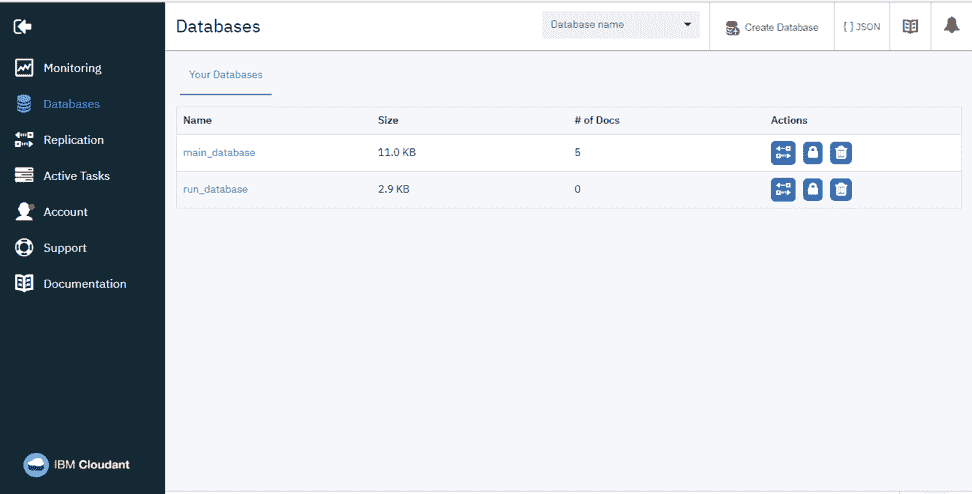 Databases
Database name
Create Database
{ } JSON
Monitoring
Databases
Replication
Active Tasks
Account
Support
Documentation
IBM Cloudant
Your Databases
Name Size # of Docs Actions
main_database 11.0 KB 5
run_database 2.9 KB 0